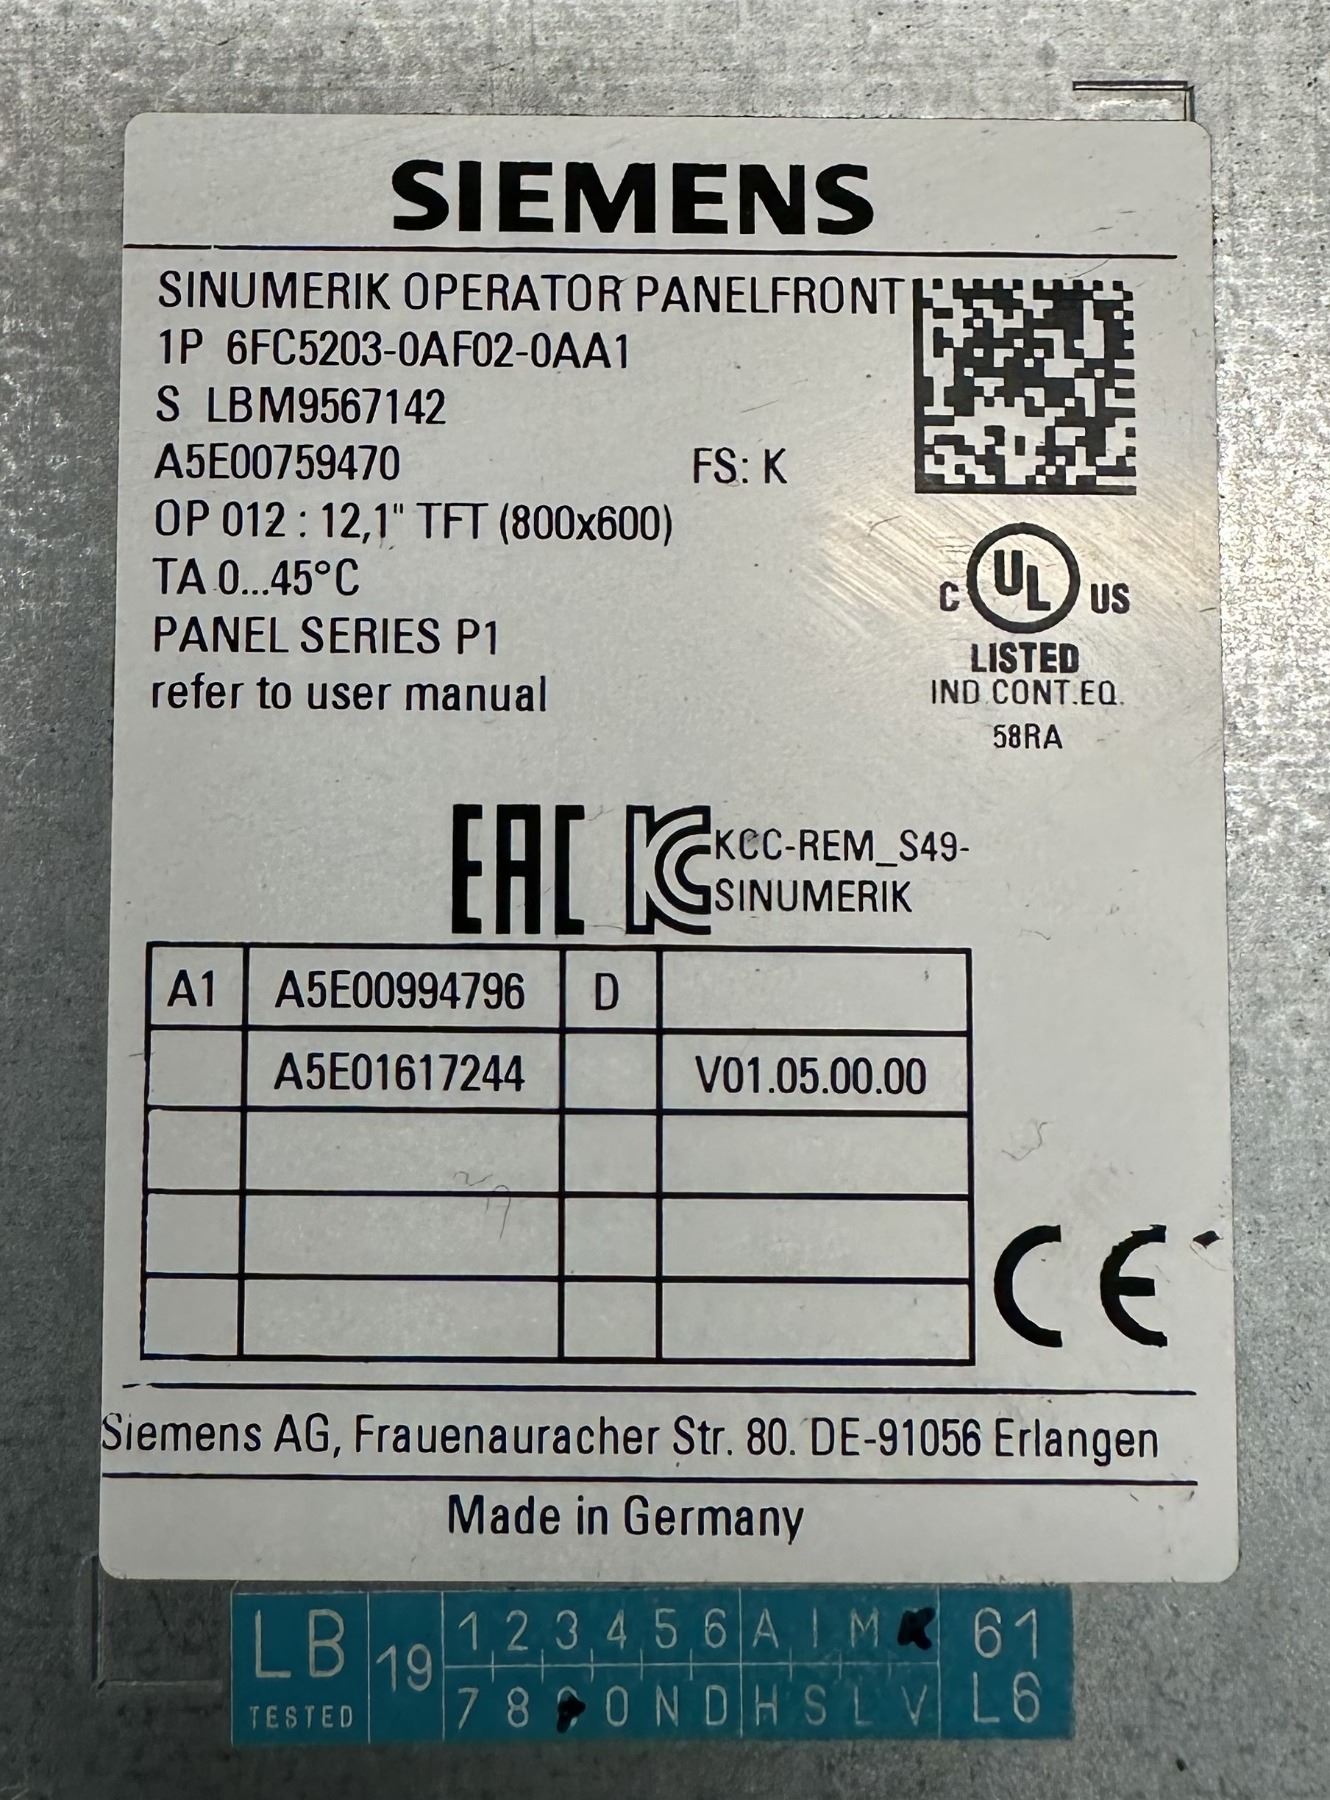 SIEMENS
SINUMERIK OPERATOR PANELFRONT
1P 6FC5203-0AF02-0AA1
S LBM9567142
A5E00759470 FS: K
OP 012 : 12,1" TFT (800x600)
TA 0...45°C
PANEL SERIES P1
refer to user manual
C UL US
LISTED
IND.CONT.EQ.
58RA
EAC KC KCC-REM_S49-
SINUMERIK
A1 A5E00994796 D
A5E01617244 V01.05.00.00
CE
Siemens AG, Frauenauracher Str. 80. DE-91056 Erlangen
Made in Germany
LB
TESTED
19
1 2 3 4 5 6 A I M
7 8 O N D H S L V
61
L6